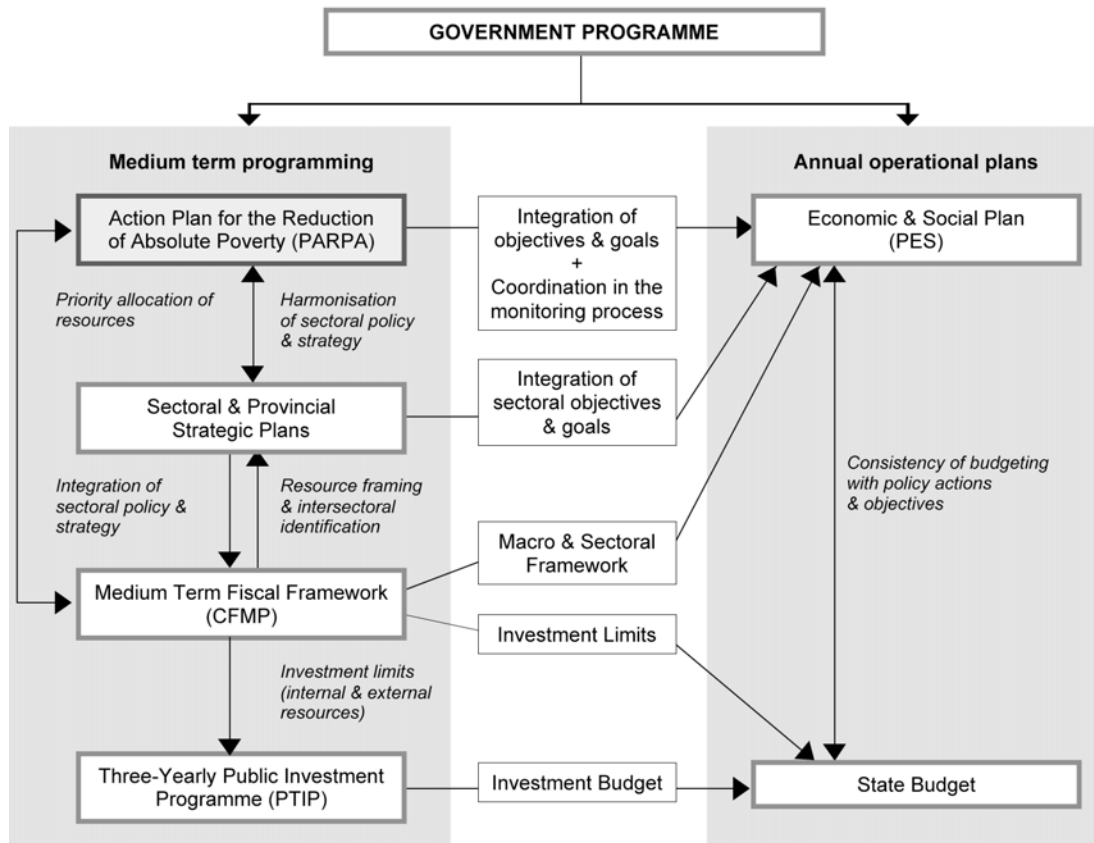 GOVERNMENT PROGRAMME
Medium term programming
Annual operational plans
Action Plan for the Reduction
of Absolute Poverty (PARPA)
Integration of
objectives & goals
+
Coordination in the
monitoring process
Economic & Social Plan
(PES)
Priority allocation of
resources
Harmonisation
of sectoral policy
& strategy
Sectoral & Provincial
Strategic Plans
Integration of
sectoral objectives
& goals
Integration of
sectoral policy &
strategy
Resource framing
& intersectoral
identification
Consistency of budgeting
with policy actions
& objectives
Macro & Sectoral
Framework
Medium Term Fiscal Framework
(CFMP)
Investment Limits
Investment limits
(internal & external
resources)
Three-Yearly Public Investment
Programme (PTIP)
Investment Budget
State Budget